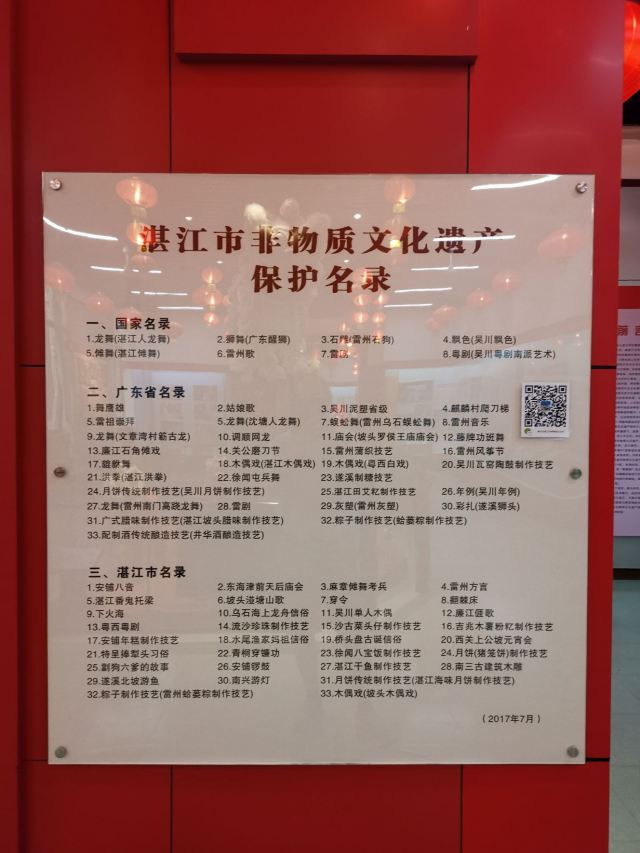 湛江市非物质文化遗产
保护名录
一、国家名录
1.龙舞(湛江人龙舞) 2.狮舞(广东醒狮) 3.石雕(雷州石狗) 4.飘色(吴川飘色)
5.傩舞(湛江傩舞) 6.雷州歌 7.雷剧 8.粤剧(吴川粤剧南派艺术)
二、广东省名录
1.舞鹰雄 2.姑娘歌 3.吴川泥塑省级 4.麒麟村爬刀梯
5.雷祖崇拜 5.龙舞(沈塘人龙舞) 7.蜈蚣舞(雷州乌石蜈蚣舞) 8.雷州音乐
9.龙舞(文章湾村簕古龙) 10.调顺网龙 11.庙会(坡头罗侯王庙庙会) 12.藤牌功班舞
13.廉江石角傩戏 14.关公磨刀节 15.雷州蒲织技艺 16.雷州风筝节
17.貔貅舞 18.木偶戏(湛江木偶戏) 19.木偶戏(粤西白戏) 20.吴川瓦窑陶鼓制作技艺
21.洪拳(湛江洪拳) 22.徐闻屯兵舞 23.遂溪制糖技艺
24.月饼传统制作技艺(吴川月饼制作技艺) 25.湛江田艾籺制作技艺 26.年例(吴川年例)
27.龙舞(雷州南门高跷龙舞) 28.雷剧 29.灰塑(雷州灰塑) 30.彩扎(遂溪狮头)
31.广式腊味制作技艺(湛江坡头腊味制作技艺) 32.粽子制作技艺(蛤蒌粽制作技艺)
33.配制酒传统酿造技艺(井华酒酿造技艺)
三、湛江市名录
1.安铺八音 2.东海津前天后庙会 3.麻章傩舞考兵 4.雷州方言
5.湛江番鬼托梁 6.坡头湴塘山歌 7.穿令 8.翻棘床
9.下火海 10.乌石海上龙舟信俗 11.吴川单人木偶 12.廉江𠊎歌
13.粤西粤剧 14.流沙珍珠制作技艺 15.沙古菜头仔制作技艺 16.吉兆木薯粉籺制作技艺
17.安铺年糕制作技艺 18.水尾渔家妈祖信俗 19.桥头盘古诞信俗 20.西关上公坡元宵会
21.特呈捧犁头习俗 22.青桐穿镰功 23.徐闻八宝饭制作技艺 24.月饼(猪笼饼)制作技艺
25.劏狗六爹的故事 26.安铺锣鼓 27.湛江干鱼制作技艺 28.南三古建筑木雕
29.遂溪北坡游鱼 30.南兴游灯 31.月饼传统制作技艺(湛江海味月饼制作技艺)
32.粽子制作技艺(雷州蛤蒌粽制作技艺) 33.木偶戏(坡头木偶戏)
(2017年7月)